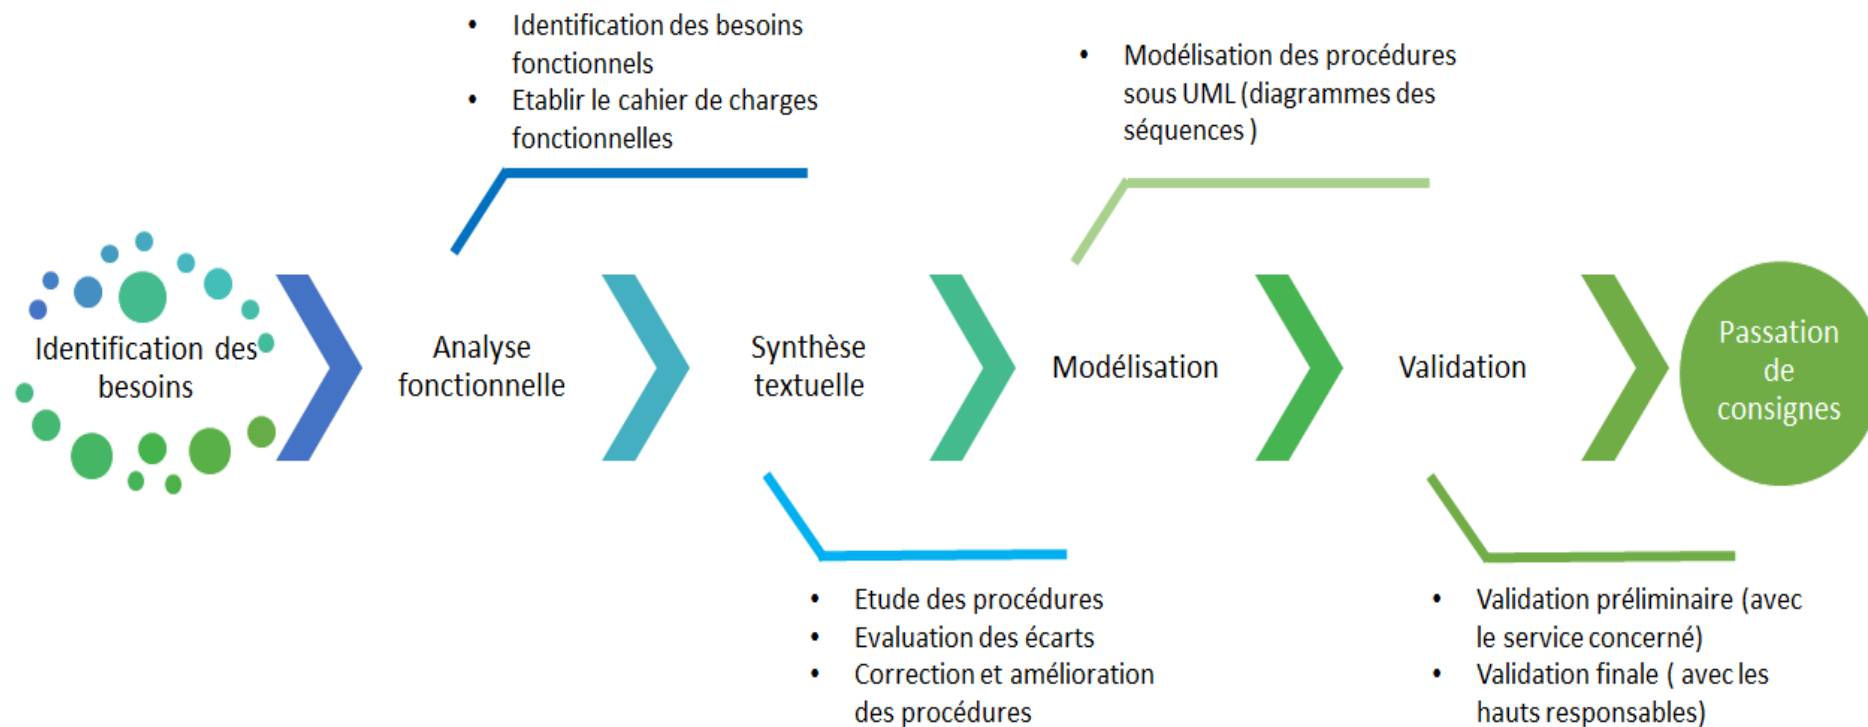 • Identification des besoins
fonctionnels
• Etablir le cahier de charges
fonctionnelles
• Modélisation des procédures
sous UML (diagrammes des
séquences )
Identification des
besoins
Analyse
fonctionnelle
Synthèse
textuelle
Modélisation
Validation
Passation
de
consignes
• Etude des procédures
• Evaluation des écarts
• Correction et amélioration
des procédures
• Validation préliminaire (avec
le service concerné)
• Validation finale ( avec les
hauts responsables)